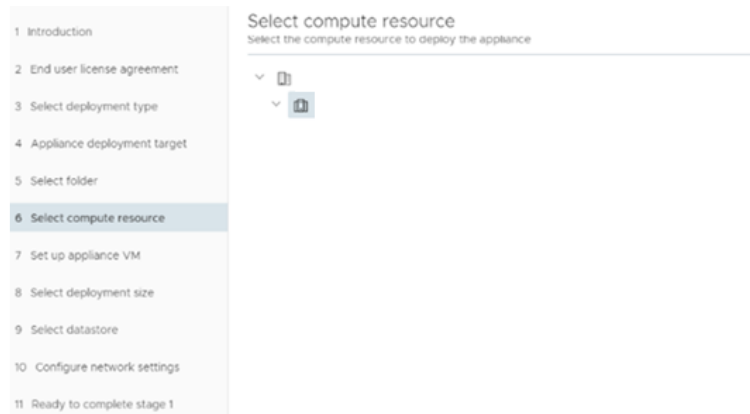 1 Introduction
2 End user license agreement
3 Select deployment type
4 Appliance deployment target
5 Select folder
6 Select compute resource
7 Set up appliance VM
8 Select deployment size
9 Select datastore
10 Configure network settings
11 Ready to complete stage 1
Select compute resource
Select the compute resource to deploy the appliance